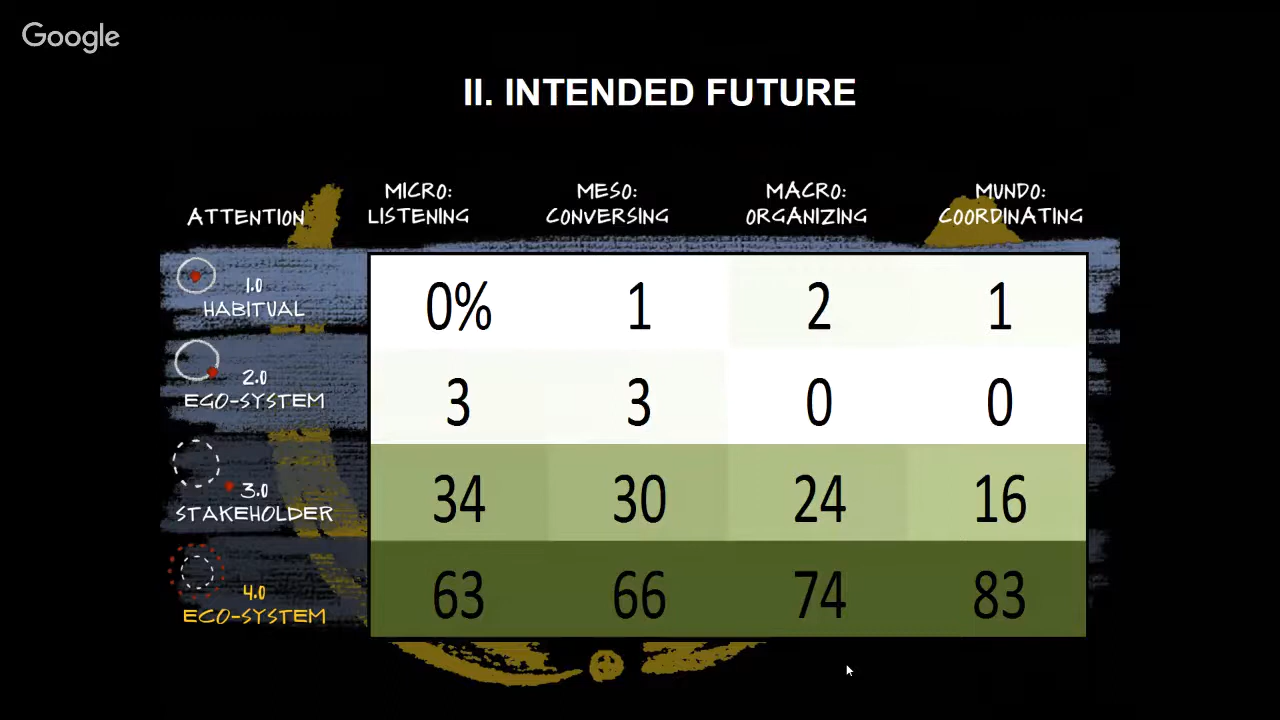 Google
II. INTENDED FUTURE
ATTENTION
MICRO:
LISTENING
MESO:
CONVERSING
MACRO:
ORGANIZING
MUNDO:
COORDINATING
1.0
HABITUAL
0% 1 2 1
2.0
EGO-SYSTEM
3 3 0 0
3.0
STAKEHOLDER
34 30 24 16
4.0
ECO-SYSTEM
63 66 74 83